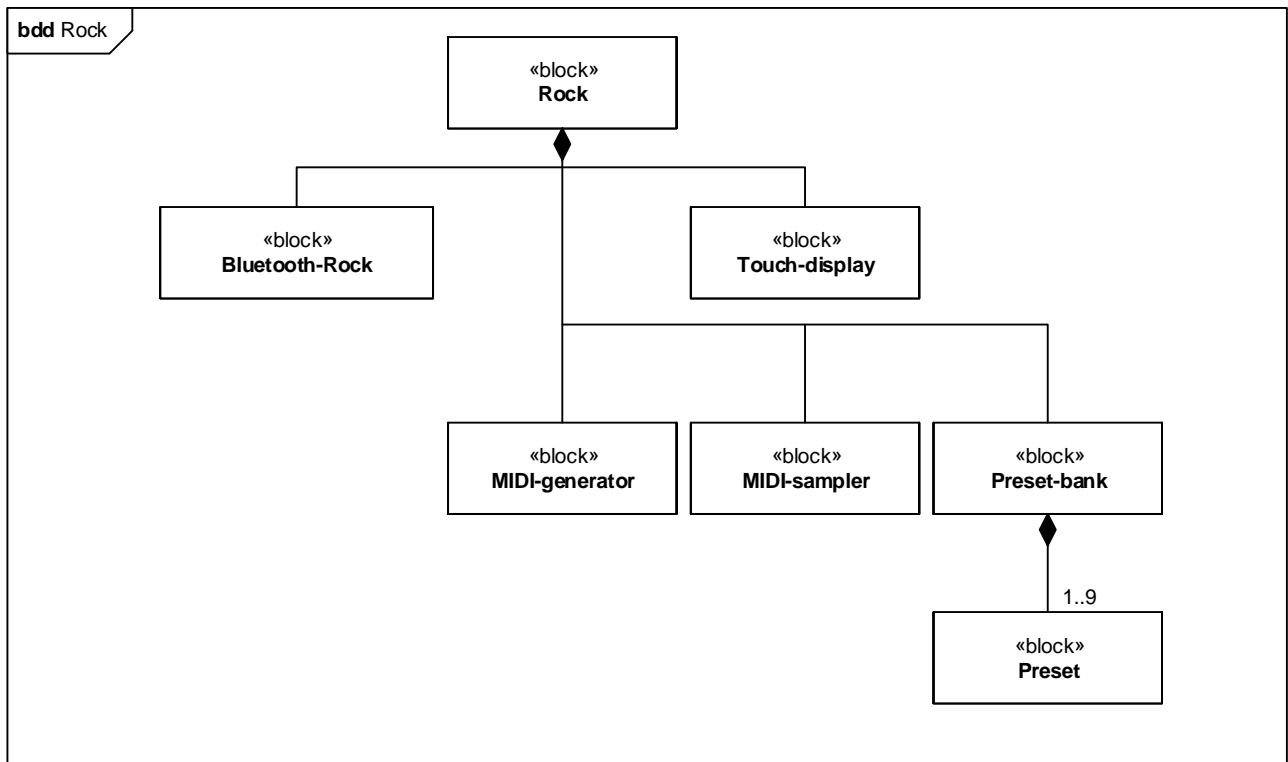 bdd Rock
«block»
Rock
«block»
Bluetooth-Rock
«block»
Touch-display
«block»
MIDI-generator
«block»
MIDI-sampler
«block»
Preset-bank
1..9
«block»
Preset